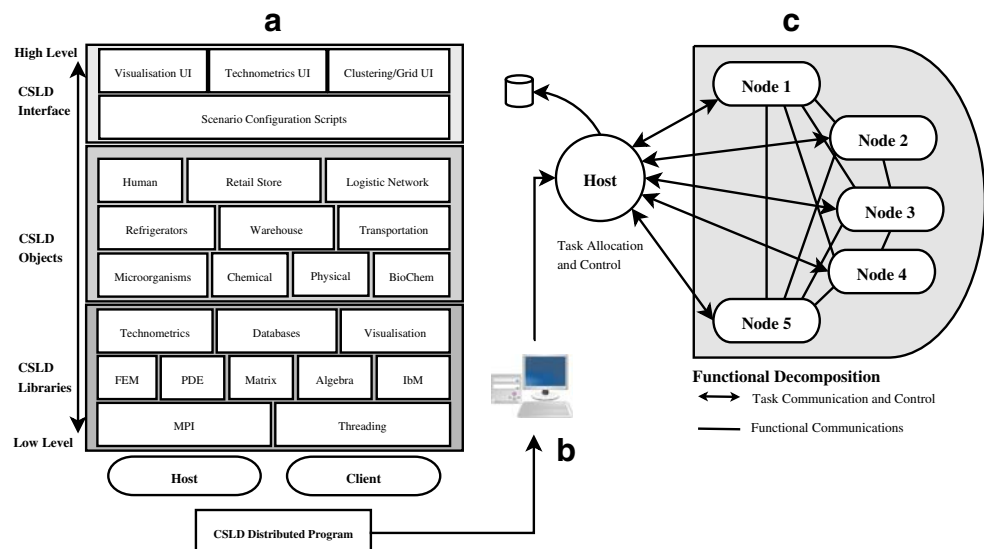 a
High Level
CSLD
Interface
Visualisation UI
Technometrics UI
Clustering/Grid UI
Scenario Configuration Scripts
CSLD
Objects
Human
Retail Store
Logistic Network
Refrigerators
Warehouse
Transportation
Microorganisms
Chemical
Physical
BioChem
CSLD
Libraries
Technometrics
Databases
Visualisation
FEM
PDE
Matrix
Algebra
IbM
MPI
Threading
Low Level
Host
Client
CSLD Distributed Program
b
c
Host
Task Allocation
and Control
Node 1
Node 2
Node 3
Node 4
Node 5
Functional Decomposition
Task Communication and Control
Functional Communications